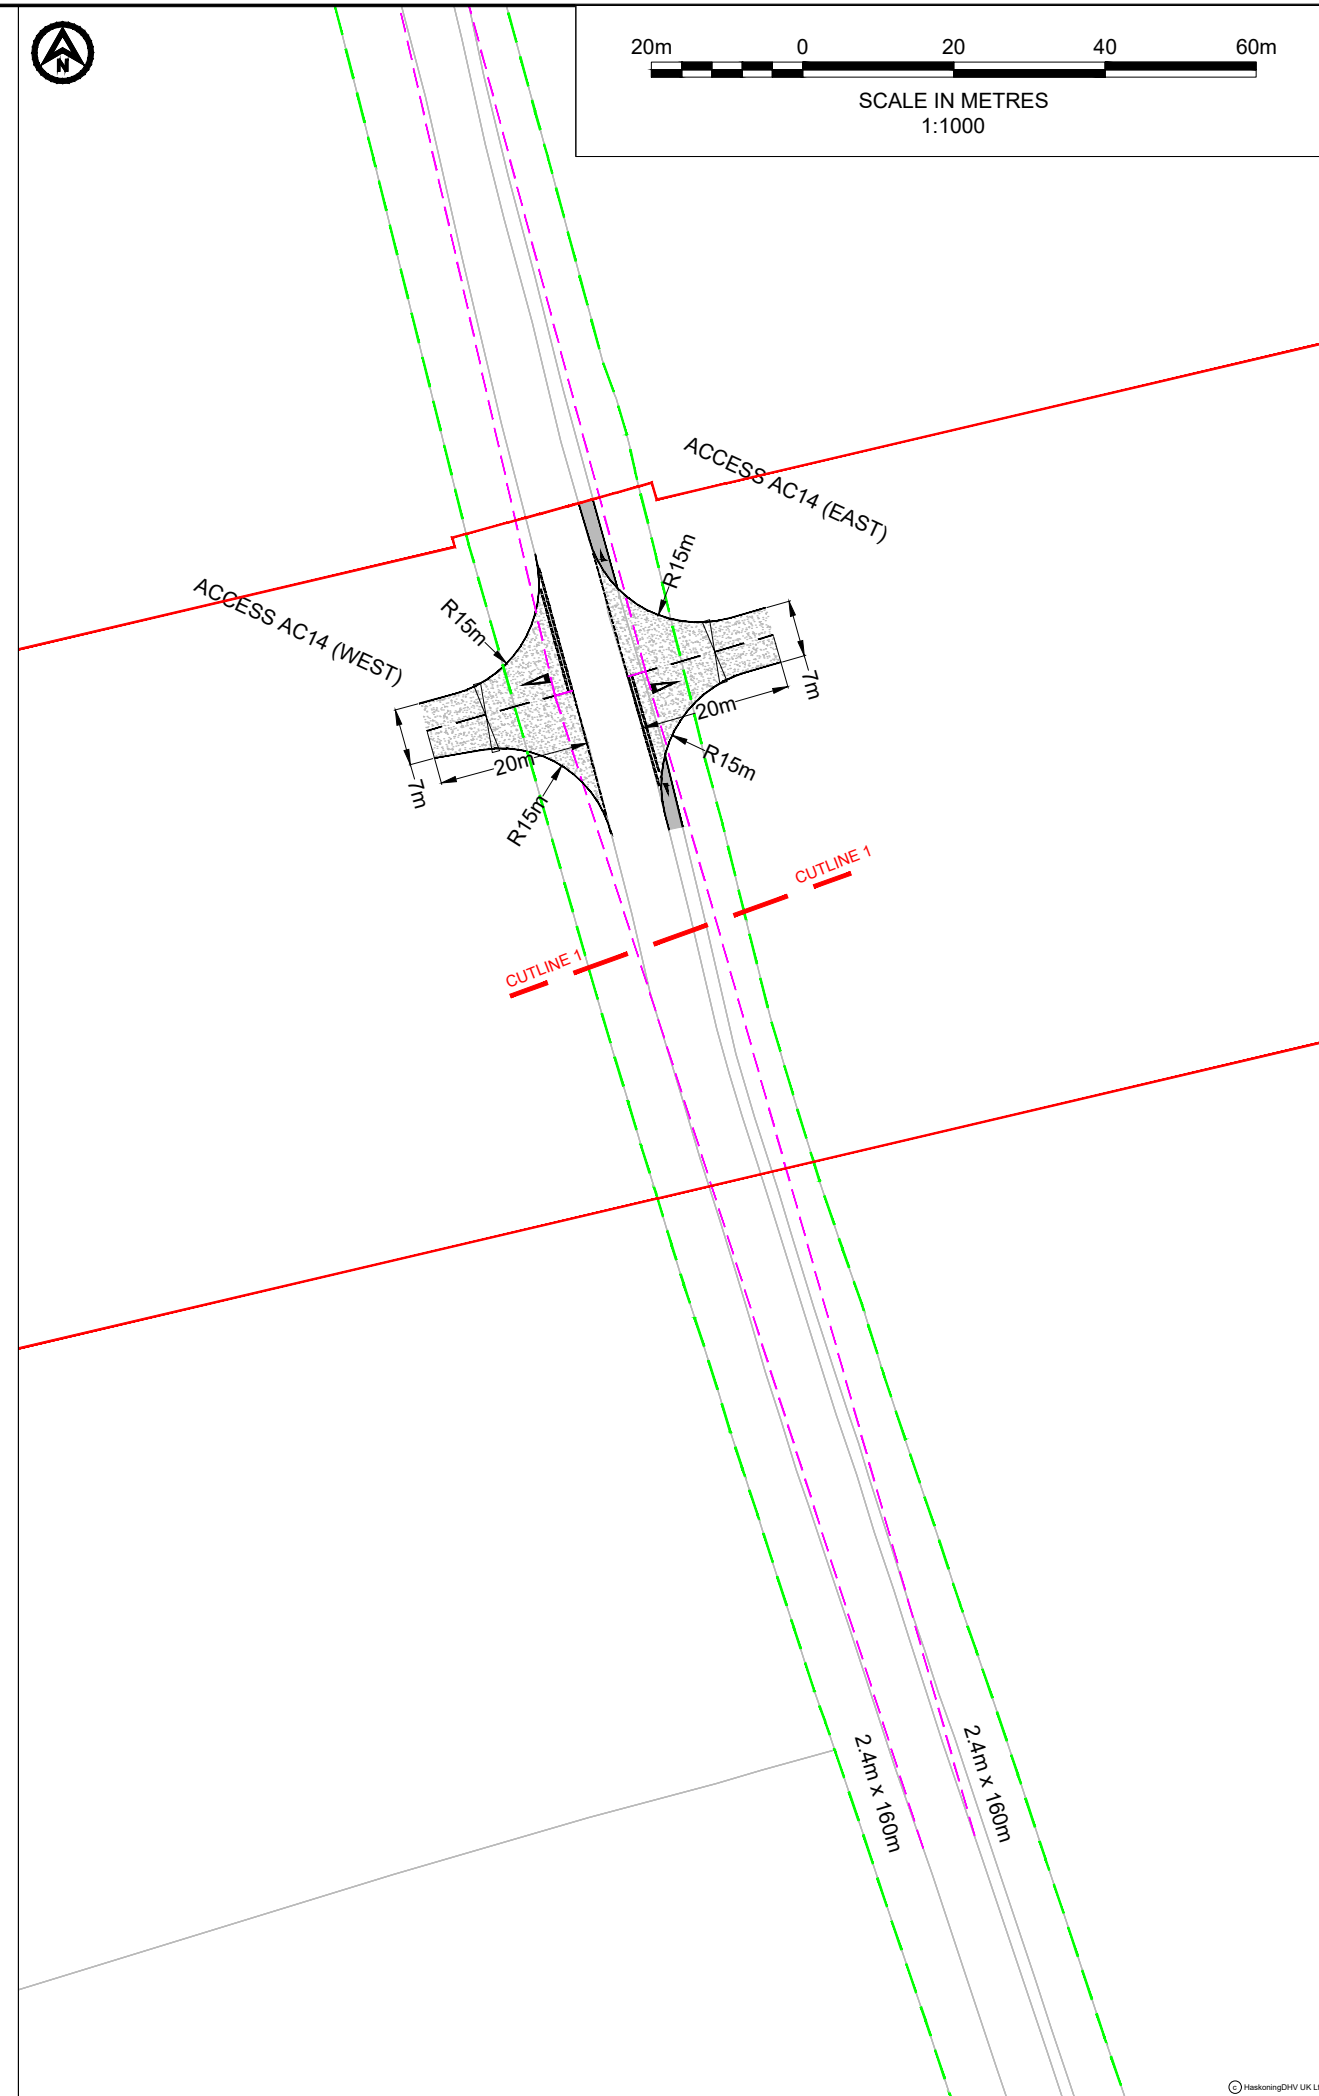 N
20m 0 20 40 60m
SCALE IN METRES
1:1000
ACCESS AC14 (EAST)
R15m
ACCESS AC14 (WEST)
R15m
7m
20m
R15m
20m
7m
R15m
CUTLINE 1
CUTLINE 1
2.4m x 160m
2.4m x 160m
c HaskoningDHV UK